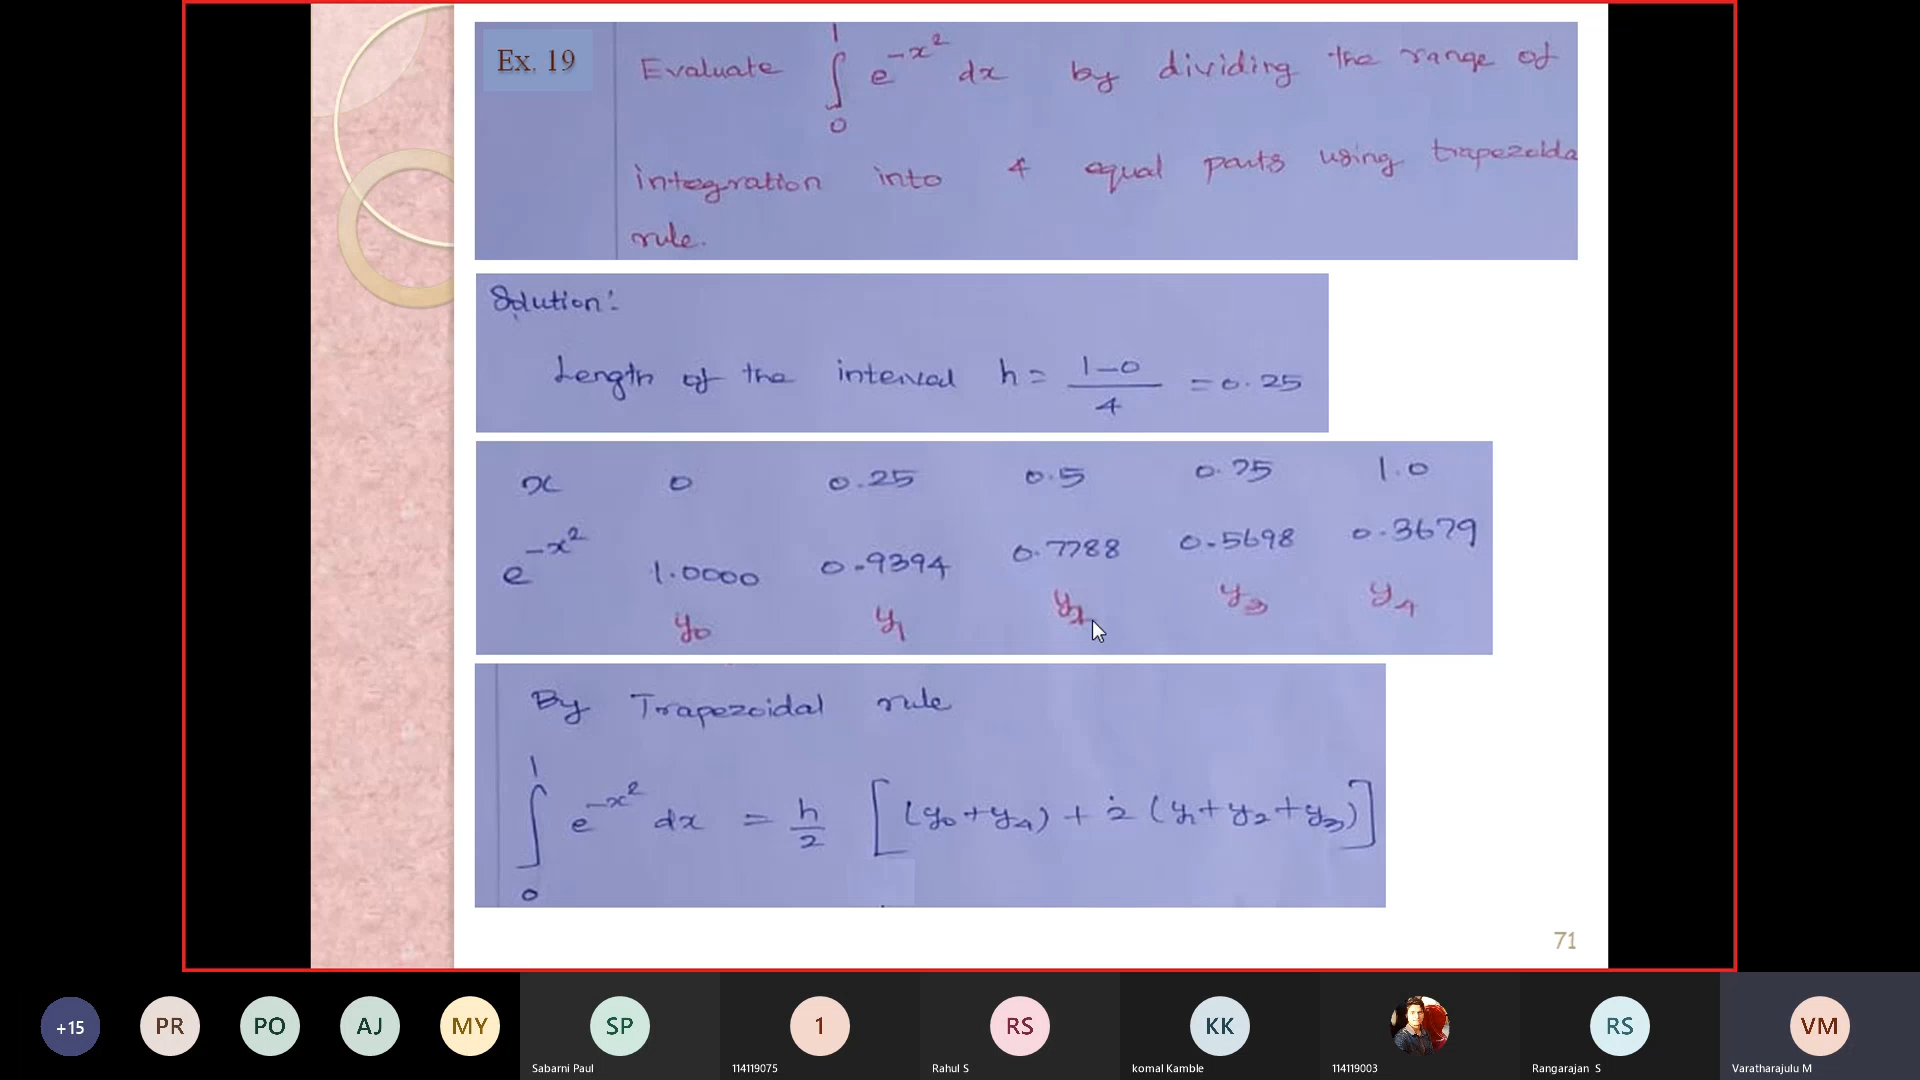 Ex. 19
Evaluate ∫₀¹ e^{-x²} dx by dividing the range of
integration into 4 equal parts using trapezoida
rule.
Solution:
Length of the interval h = (1-0)/4 = 0.25
x 0 0.25 0.5 0.75 1.0
e^{-x²} 1.0000 0.9394 0.7788 0.5698 0.3679
y₀ y₁ y₂ y₃ y₄
By Trapezoidal rule
∫₀¹ e^{-x²} dx = h/2 [(y₀+y₄) + 2 (y₁+y₂+y₃)]
71
+15 PR PO AJ MY SP 1 RS KK RS VM
Sabarni Paul 114119075 Rahul S komal Kamble 114119003 Rangarajan S Varatharajulu M